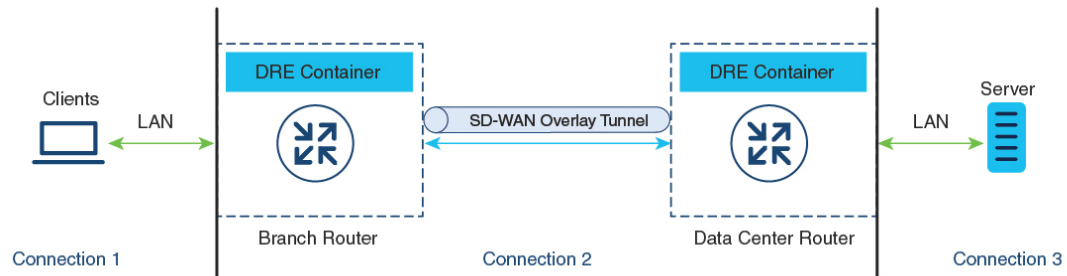 DRE Container
DRE Container
Clients
LAN
SD-WAN Overlay Tunnel
LAN
Server
Branch Router
Data Center Router
Connection 1
Connection 2
Connection 3